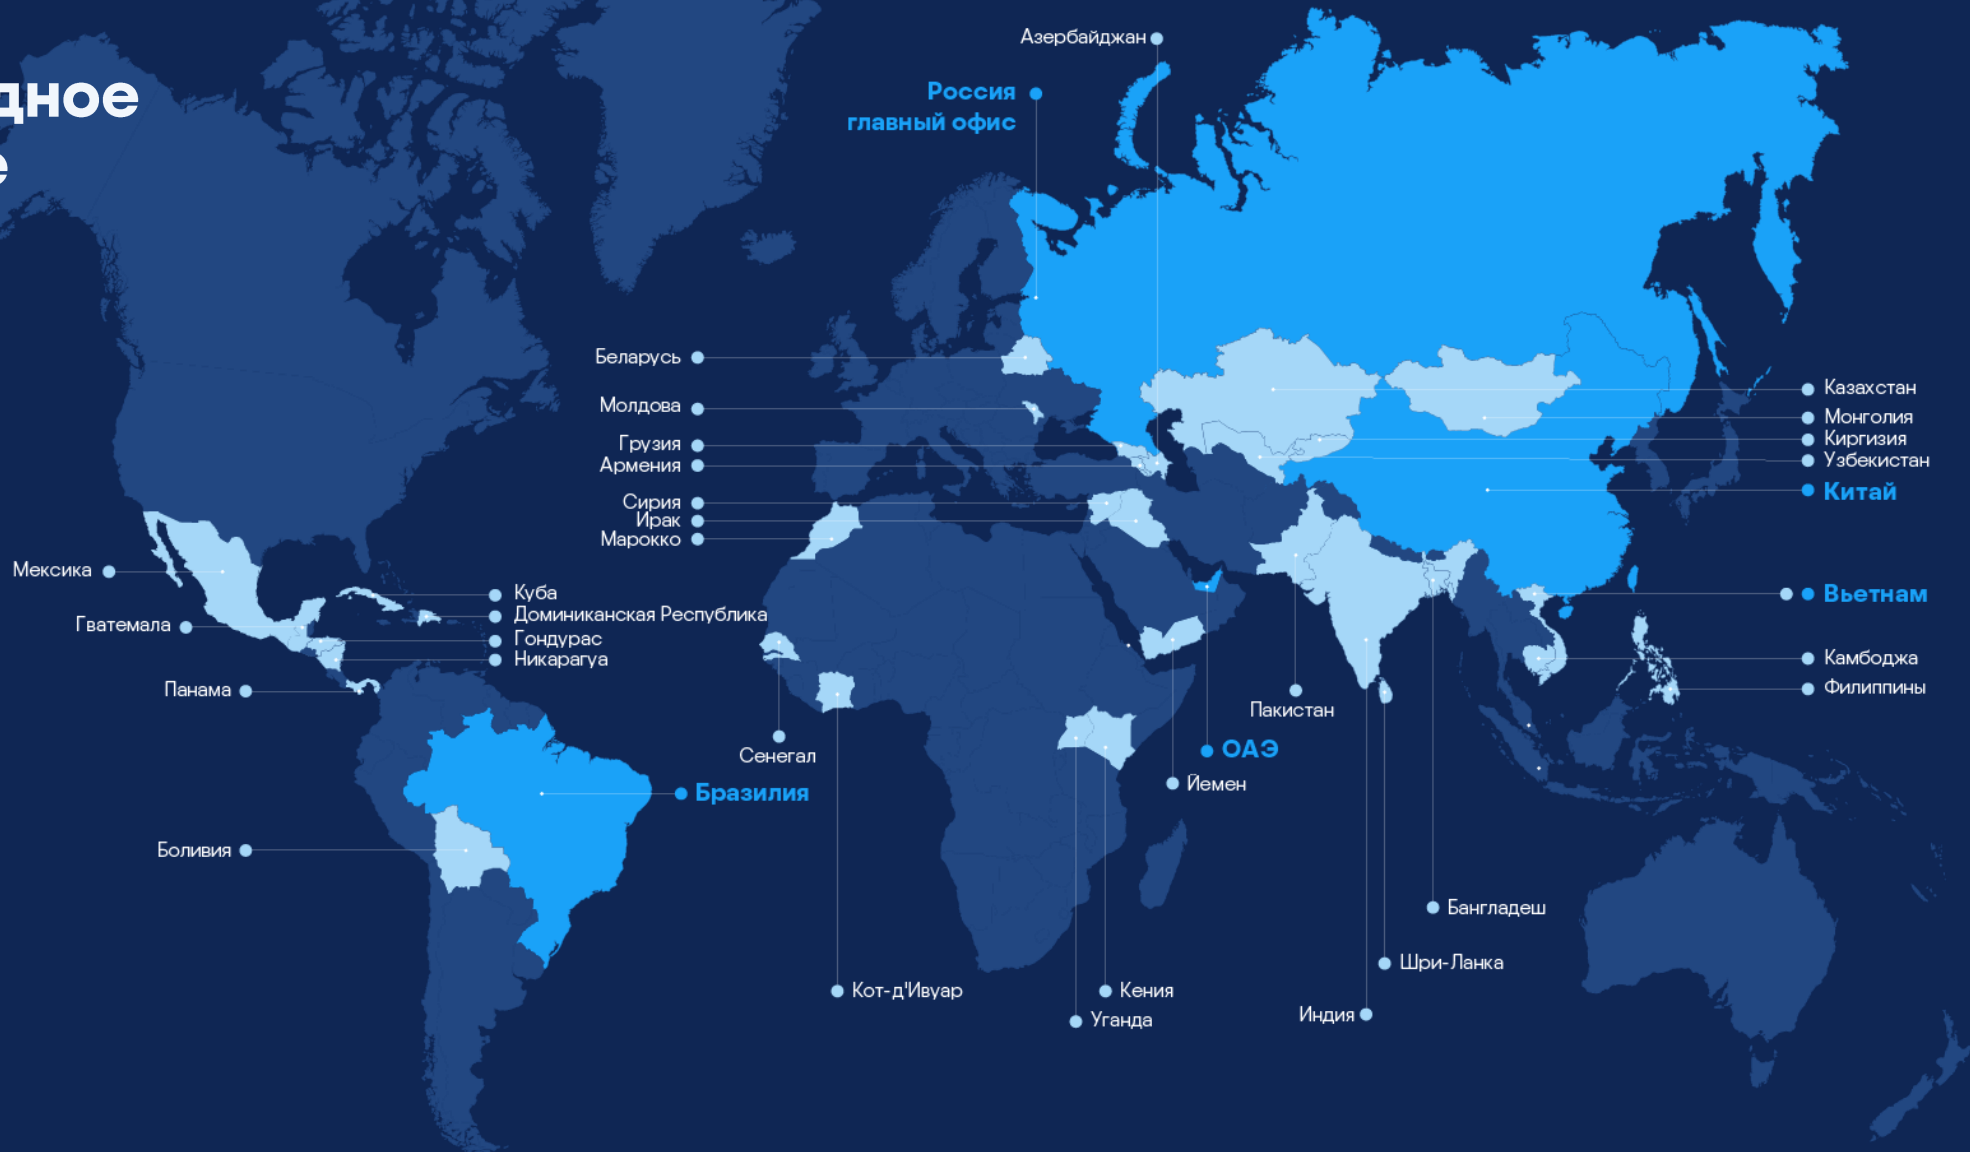 дное
е
Азербайджан
Россия
главный офис
Беларусь
Молдова
Грузия
Армения
Сирия
Ирак
Марокко
Казахстан
Монголия
Киргизия
Узбекистан
Китай
Мексика
Гватемала
Панама
Куба
Доминиканская Республика
Гондурас
Никарагуа
Вьетнам
Камбоджа
Филиппины
Сенегал
Пакистан
ОАЭ
Йемен
Бразилия
Боливия
Бангладеш
Шри-Ланка
Кот-д'Ивуар
Кения
Уганда
Индия